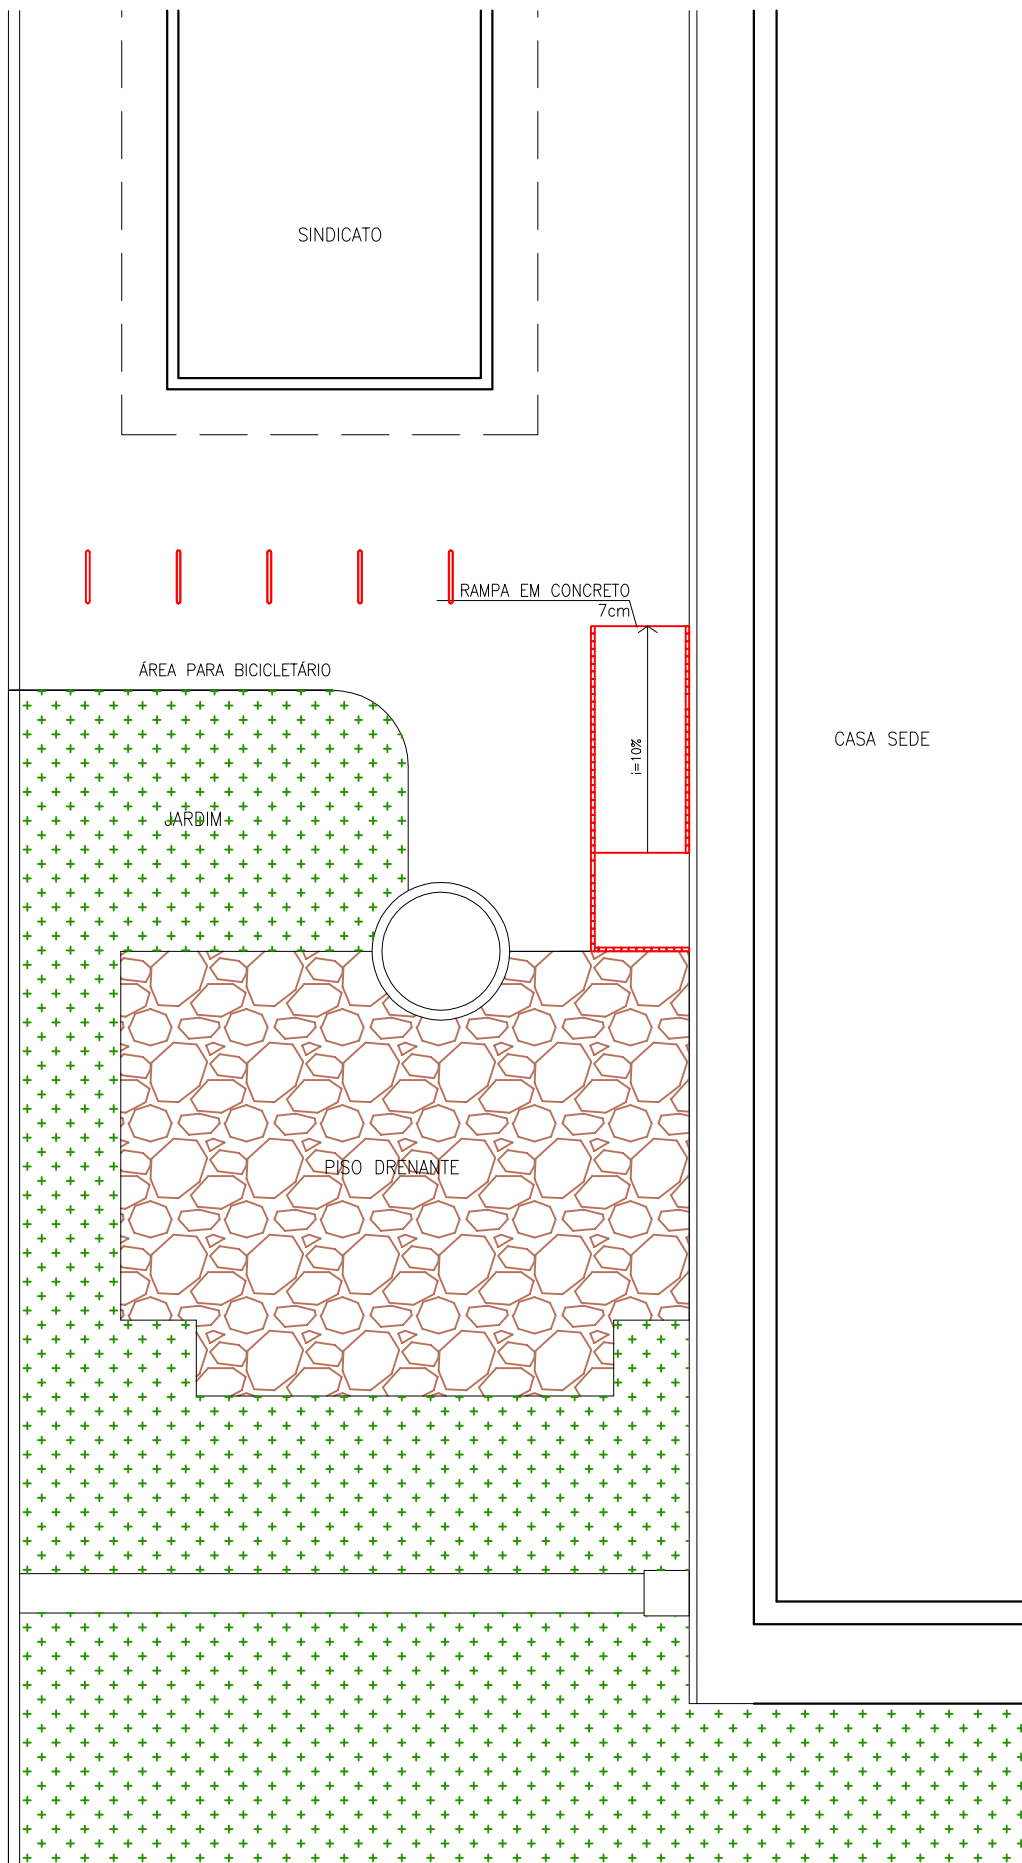 SINDICATO
RAMPA EM CONCRETO
7cm
ÁREA PARA BICICLETÁRIO
i=10%
CASA SEDE
JARDIM
PISO DRENANTE